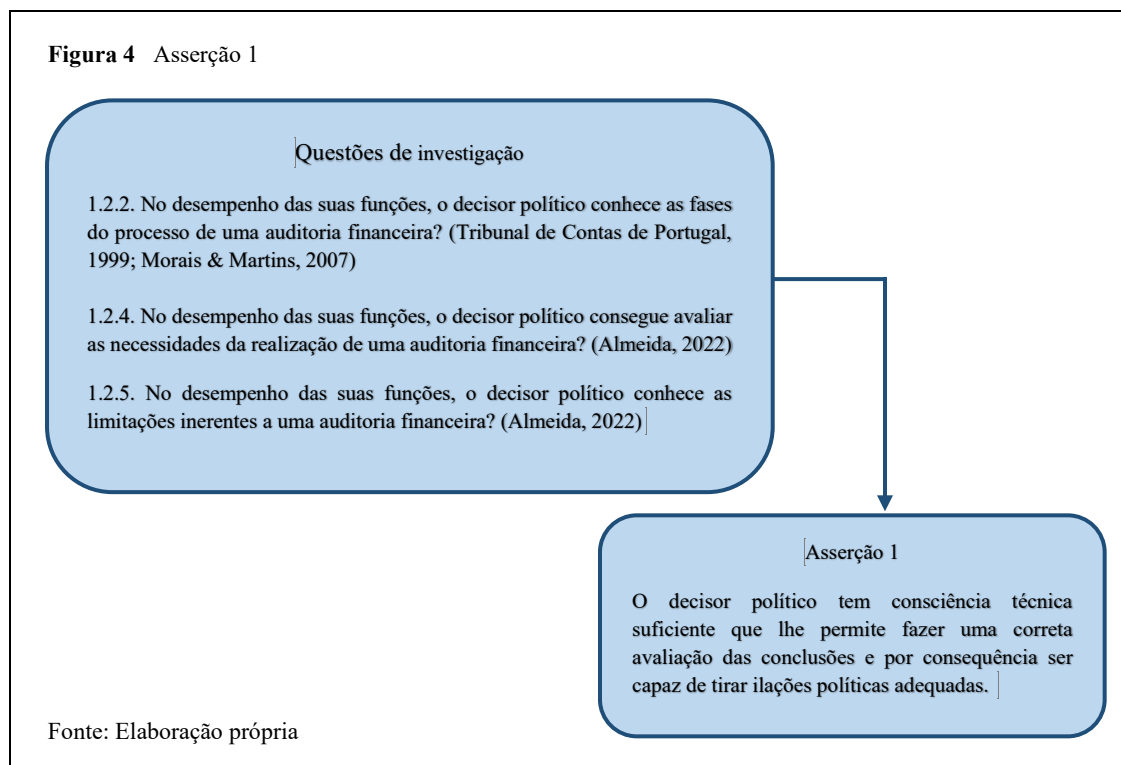 Figura 4 Asserção 1
Questões de investigação
1.2.2. No desempenho das suas funções, o decisor político conhece as fases
do processo de uma auditoria financeira? (Tribunal de Contas de Portugal,
1999; Morais & Martins, 2007)
1.2.4. No desempenho das suas funções, o decisor político consegue avaliar
as necessidades da realização de uma auditoria financeira? (Almeida, 2022)
1.2.5. No desempenho das suas funções, o decisor político conhece as
limitações inerentes a uma auditoria financeira? (Almeida, 2022)
Asserção 1
O decisor político tem consciência técnica
suficiente que lhe permite fazer uma correta
avaliação das conclusões e por consequência ser
capaz de tirar ilações políticas adequadas.
Fonte: Elaboração própria